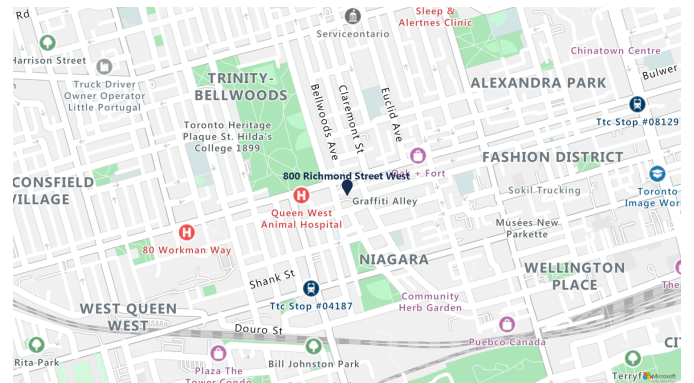 Rd
Sleep &
Alertnes Clinic
Serviceontario
Harrison Street
Chinatown Centre
Truck Driver
Owner Operator
Little Portugal
TRINITY-
BELLWOODS
ALEXANDRA PARK
Bulwer
Bellwoods Ave
Claremont St
Euclid Ave
Ttc Stop #08129
Toronto Heritage
Plaque St. Hilda's
College 1899
FASHION DISTRICT
+ Fort
800 Richmond Street West
CONSFIELD
VILLAGE
Sokil Trucking
Toronto
Image Wor
Graffiti Alley
Queen West
Animal Hospital
Musées New
Parkette
80 Workman Way
NIAGARA
WELLINGTON
PLACE
Shank St
The
Ttc Stop #04187
Community
Herb Garden
WEST QUEEN
WEST
Douro St
Puebco Canada
CI
Rita Park
Bill Johnston Park
Plaza The
Tower Condo
Terryf
Microsoft